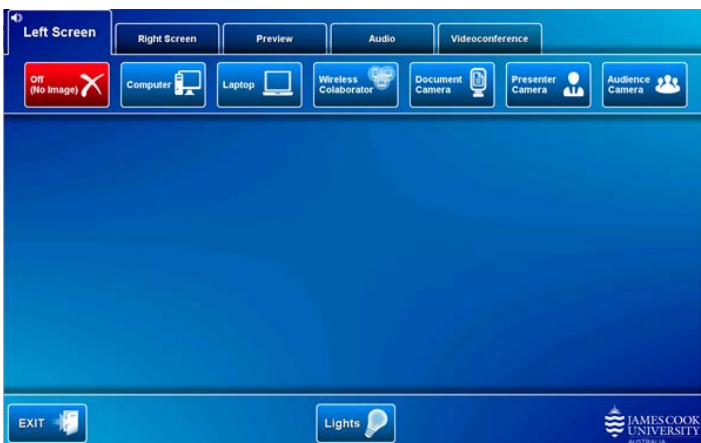 Left Screen
Right Screen
Preview
Audio
Videoconference
Off
(No Image)
Computer
Laptop
Wireless
Colaborator
Document
Camera
Presenter
Camera
Audience
Camera
EXIT
Lights
JAMES COOK
UNIVERSITY
AUSTRALIA